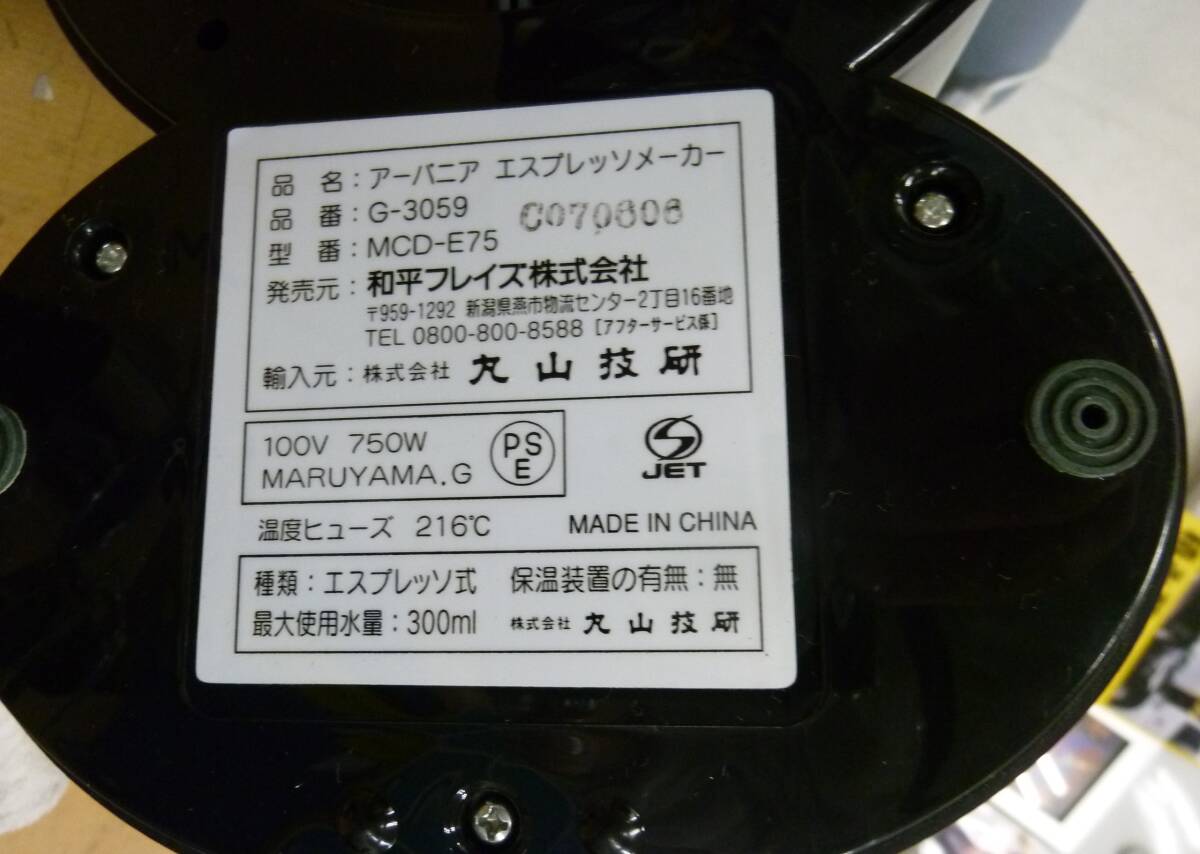 品 名：アーバニア エスプレッソメーカー
品 番：G-3059 C070608
型 番：MCD-E75
発売元：和平フレイズ株式会社
〒959-1292 新潟県燕市物流センター2丁目16番地
TEL 0800-800-8588 [アフターサービス係]
輸入元：株式会社 丸山技研
100V 750W
MARUYAMA.G
PS
E
JET
温度ヒューズ 216℃ MADE IN CHINA
種類：エスプレッソ式 保温装置の有無：無
最大使用水量：300ml 株式会社 丸山技研